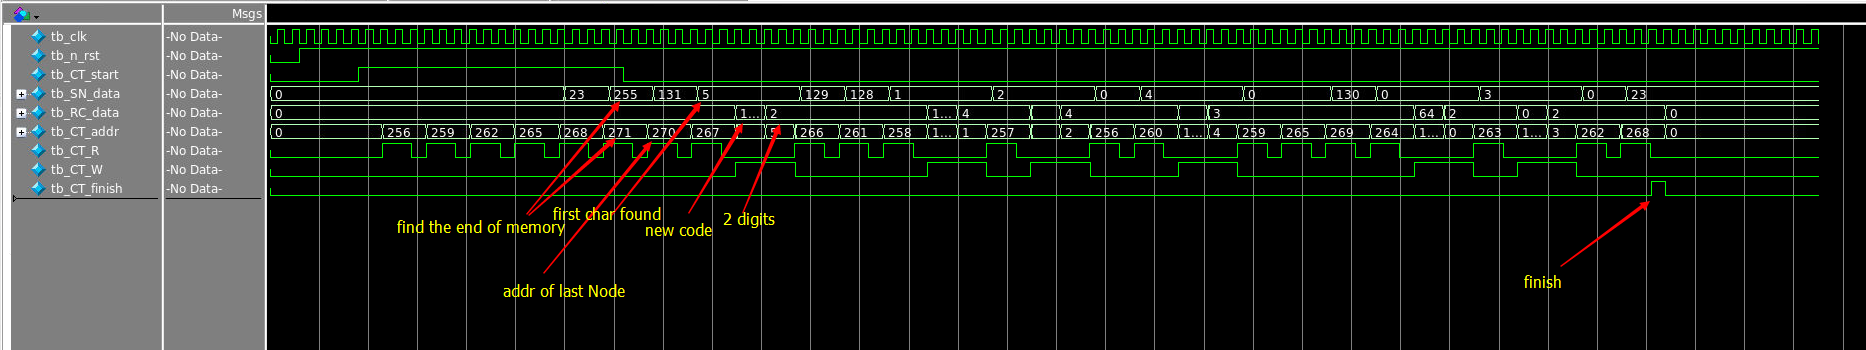 Msgs
tb_clk -No Data-
tb_n_rst -No Data-
tb_CT_start -No Data-
tb_SN_data -No Data- 0 23 255 131 5 129 128 1 2 0 4 0 130 0 3 0 23
tb_RC_data -No Data- 0 1... 2 1... 4 4 3 64 2 0 2 0
tb_CT_addr -No Data- 0 256 259 262 265 268 271 270 267 5 266 261 258 1... 1 257 2 256 260 1... 4 259 265 269 264 1... 0 263 1... 3 262 268 0
tb_CT_R -No Data-
tb_CT_W -No Data-
tb_CT_finish -No Data-
find the end of memory
first char found
new code
2 digits
addr of last Node
finish